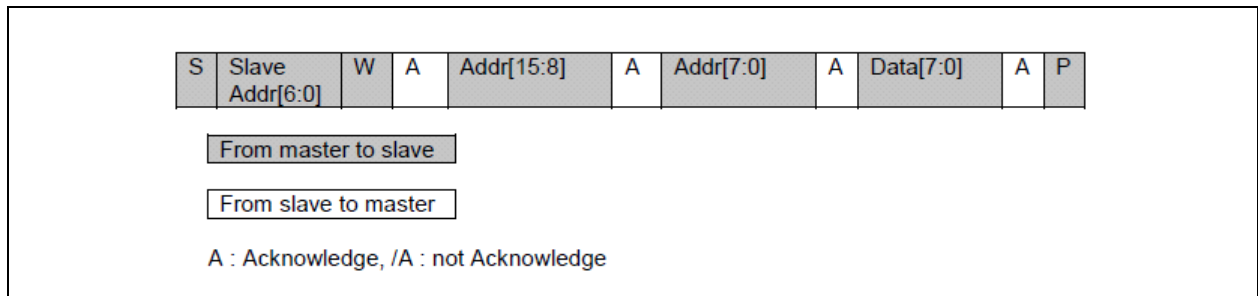 S Slave W A Addr[15:8] A Addr[7:0] A Data[7:0] A P
Addr[6:0]
From master to slave
From slave to master
A : Acknowledge, /A : not Acknowledge